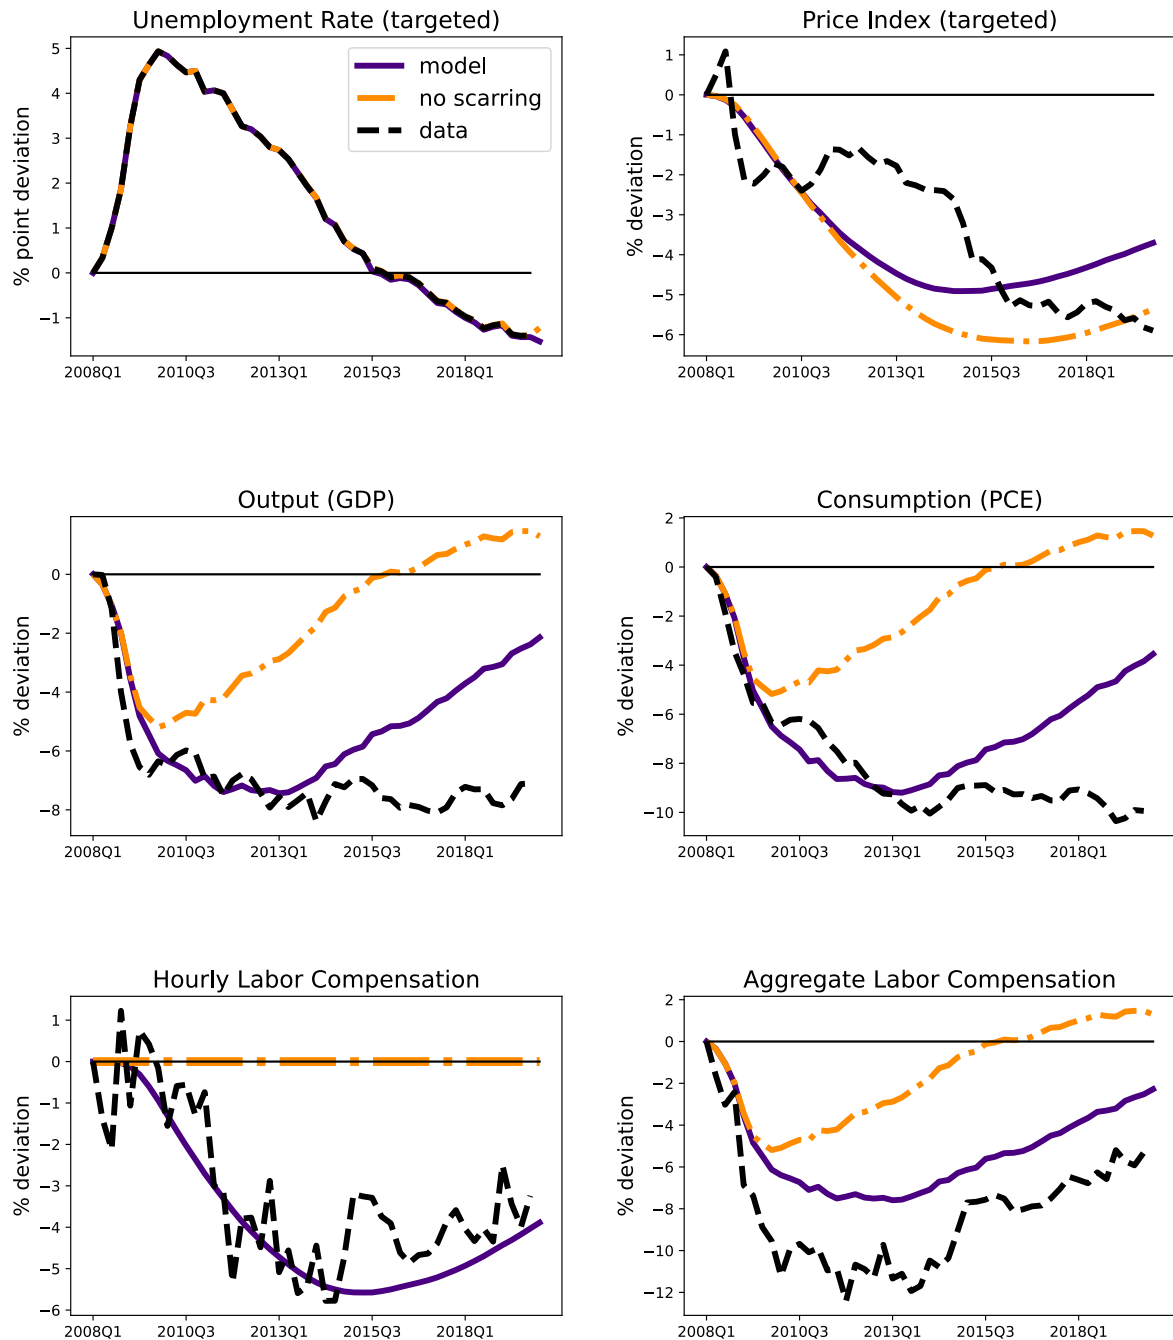 Unemployment Rate (targeted)
% point deviation
5
4
3
2
1
0
−1
model
no scarring
data
2008Q1
2010Q3
2013Q1
2015Q3
2018Q1
Price Index (targeted)
% deviation
1
0
−1
−2
−3
−4
−5
−6
2008Q1
2010Q3
2013Q1
2015Q3
2018Q1
Output (GDP)
% deviation
0
−2
−4
−6
−8
2008Q1
2010Q3
2013Q1
2015Q3
2018Q1
Consumption (PCE)
% deviation
2
0
−2
−4
−6
−8
−10
2008Q1
2010Q3
2013Q1
2015Q3
2018Q1
Hourly Labor Compensation
% deviation
1
0
−1
−2
−3
−4
−5
−6
2008Q1
2010Q3
2013Q1
2015Q3
2018Q1
Aggregate Labor Compensation
% deviation
2
0
−2
−4
−6
−8
−10
−12
2008Q1
2010Q3
2013Q1
2015Q3
2018Q1